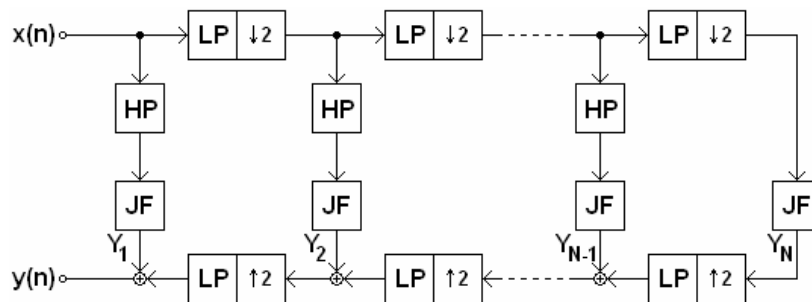 x(n) LP ↓2 LP ↓2 LP ↓2
HP HP HP
JF JF JF JF
Y1 Y2 YN-1 YN
y(n) LP ↑2 LP ↑2 LP ↑2